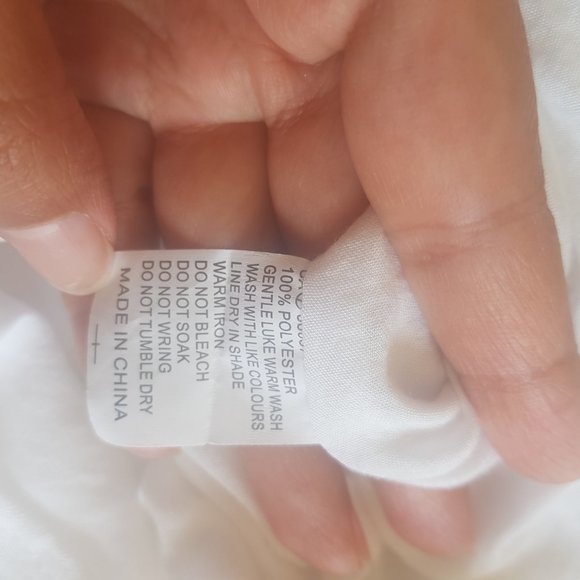 100% POLYESTER
GENTLE LUKE WARM WASH
WASH WITH LIKE COLOURS
LINE DRY IN SHADE
WARM IRON
DO NOT BLEACH
DO NOT SOAK
DO NOT WRING
DO NOT TUMBLE DRY
MADE IN CHINA